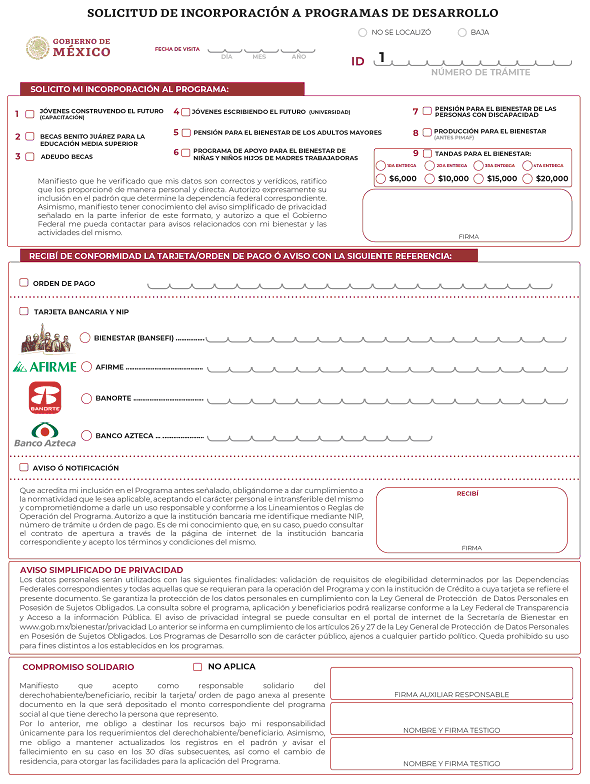 SOLICITUD DE INCORPORACIÓN A PROGRAMAS DE DESARROLLO
NO SE LOCALIZÓ BAJA
GOBIERNO DE
MÉXICO
FECHA DE VISITA
DÍA MES AÑO
ID 1
NÚMERO DE TRÁMITE
SOLICITO MI INCORPORACIÓN AL PROGRAMA:
1 JÓVENES CONSTRUYENDO EL FUTURO
(CAPACITACIÓN)
2 BECAS BENITO JUÁREZ PARA LA
EDUCACIÓN MEDIA SUPERIOR
3 ADEUDO BECAS
4 JÓVENES ESCRIBIENDO EL FUTURO (UNIVERSIDAD)
5 PENSIÓN PARA EL BIENESTAR DE LOS ADULTOS MAYORES
6 PROGRAMA DE APOYO PARA EL BIENESTAR DE
NIÑAS Y NIÑOS HIJOS DE MADRES TRABAJADORAS
7 PENSIÓN PARA EL BIENESTAR DE LAS
PERSONAS CON DISCAPACIDAD
8 PRODUCCIÓN PARA EL BIENESTAR
(ANTES PIMAF)
9 TANDAS PARA EL BIENESTAR:
1RA ENTREGA 2DA ENTREGA 3RA ENTREGA 4TA ENTREGA
$6,000 $10,000 $15,000 $20,000
Manifiesto que he verificado que mis datos son correctos y verídicos, ratifico
que los proporcioné de manera personal y directa. Autorizo expresamente su
inclusión en el padrón que determine la dependencia federal correspondiente.
Asimismo, manifiesto tener conocimiento del aviso simplificado de privacidad
señalado en la parte inferior de este formato, y autorizo a que el Gobierno
Federal me pueda contactar para avisos relacionados con mi bienestar y las
actividades del mismo.
FIRMA
RECIBÍ DE CONFORMIDAD LA TARJETA/ORDEN DE PAGO Ó AVISO CON LA SIGUIENTE REFERENCIA:
ORDEN DE PAGO
TARJETA BANCARIA Y NIP
BIENESTAR (BANSEFI) ..............
AFIRME AFIRME ..............................
BANORTE BANORTE ...........................
Banco Azteca BANCO AZTECA ... ..................
AVISO Ó NOTIFICACIÓN
Que acredita mi inclusión en el Programa antes señalado, obligándome a dar cumplimiento a
la normatividad que le sea aplicable, aceptando el carácter personal e intransferible del mismo
y comprometiéndome a darle un uso responsable y conforme a los Lineamientos o Reglas de
Operación del Programa. Autorizo a que la institución bancaria me identifique mediante NIP,
número de trámite u órden de pago. Es de mi conocimiento que, en su caso, puedo consultar
el contrato de apertura a través de la página de internet de la institución bancaria
correspondiente y acepto los términos y condiciones del mismo.
RECIBÍ
FIRMA
AVISO SIMPLIFICADO DE PRIVACIDAD
Los datos personales serán utilizados con las siguientes finalidades: validación de requisitos de elegibilidad determinados por las Dependencias
Federales correspondientes y todas aquellas que se requieran para la operación del Programa y con la institución de Crédito a cuya tarjeta se refiere el
presente documento. Se garantiza la protección de los datos personales en cumplimiento con la Ley General de Protección de Datos Personales en
Posesión de Sujetos Obligados. La consulta sobre el programa, aplicación y beneficiarios podrá realizarse conforme a la Ley Federal de Transparencia
y Acceso a la información Pública. El aviso de privacidad integral se puede consultar en el portal de internet de la Secretaría de Bienestar en
www.gob.mx/bienestar/privacidad Lo anterior se informa en cumplimiento de los artículos 26 y 27 de la Ley General de Protección de Datos Personales
en Posesión de Sujetos Obligados. Los Programas de Desarrollo son de carácter público, ajenos a cualquier partido político. Queda prohibido su uso
para fines distintos a los establecidos en los programas.
COMPROMISO SOLIDARIO NO APLICA
Manifiesto que acepto como responsable solidario del
derechohabiente/beneficiario, recibir la tarjeta/ orden de pago anexa al presente
documento en la que será depositado el monto correspondiente del programa
social al que tiene derecho la persona que represento.
Por lo anterior, me obligo a destinar los recursos bajo mi responsabilidad
únicamente para los requerimientos del derechohabiente/beneficiario. Asimismo,
me obligo a mantener actualizados los registros en el padrón y avisar el
fallecimiento en su caso en los 30 días subsecuentes, así como el cambio de
residencia, para otorgar las facilidades para la aplicación del Programa.
FIRMA AUXILIAR RESPONSABLE
NOMBRE Y FIRMA TESTIGO
NOMBRE Y FIRMA TESTIGO